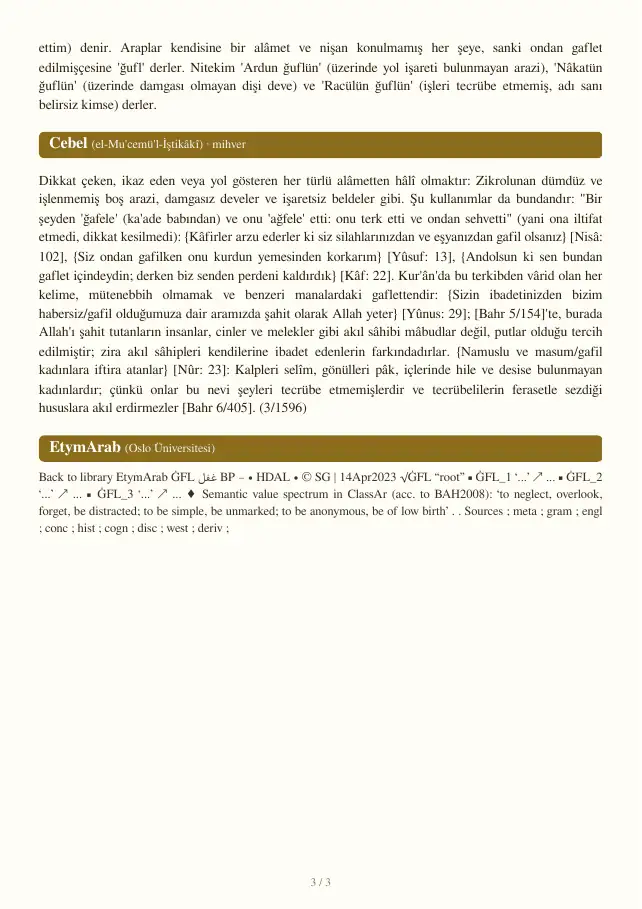 ettim) denir. Araplar kendisine bir alâmet ve nişan konulmamış her şeye, sanki ondan gaflet
edilmişçesine 'ğufl' derler. Nitekim 'Ardun ğuflün' (üzerinde yol işareti bulunmayan arazi), 'Nâkatün
ğuflün' (üzerinde damgası olmayan dişi deve) ve 'Racülün ğuflün' (işleri tecrübe etmemiş, adı sanı
belirsiz kimse) derler.
Cebel (el-Mu'cemü'l-İştikâkî) · mihver
Dikkat çeken, ikaz eden veya yol gösteren her türlü alâmetten hâlî olmaktır: Zikrolunan dümdüz ve
işlenmemiş boş arazi, damgasız develer ve işaretsiz beldeler gibi. Şu kullanımlar da bundandır: "Bir
şeyden 'ğafele' (ka'ade babından) ve onu 'ağfele' etti: onu terk etti ve ondan sehvetti" (yani ona iltifat
etmedi, dikkat kesilmedi): {Kâfirler arzu ederler ki siz silahlarınızdan ve eşyanızdan gafil olsanız} [Nisâ:
102], {Siz ondan gafilken onu kurdun yemesinden korkarım} [Yûsuf: 13], {Andolsun ki sen bundan
gaflet içindeydin; derken biz senden perdeni kaldırdık} [Kâf: 22]. Kur'ân'da bu terkibden vârid olan her
kelime, mütenebbih olmamak ve benzeri manalardaki gaflettendir: {Sizin ibadetinizden bizim
habersiz/gafil olduğumuza dair aramızda şahit olarak Allah yeter} [Yûnus: 29]; [Bahr 5/154]'te, burada
Allah'ı şahit tutanların insanlar, cinler ve melekler gibi akıl sâhibi mâbudlar değil, putlar olduğu tercih
edilmiştir; zira akıl sâhipleri kendilerine ibadet edenlerin farkındadırlar. {Namuslu ve masum/gafil
kadınlara iftira atanlar} [Nûr: 23]: Kalpleri selîm, gönülleri pâk, içlerinde hile ve desise bulunmayan
kadınlardır; çünkü onlar bu nevi şeyleri tecrübe etmemişlerdir ve tecrübelilerin ferasetle sezdiği
hususlara akıl erdirmezler [Bahr 6/405]. (3/1596)
EtymArab (Oslo Üniversitesi)
Back to library EtymArab ĠFL غفل BP – • HDAL • © SG | 14Apr2023 √ĠFL “root” ▪ ĠFL_1 ‘...’ ↗ ... ▪ ĠFL_2
‘...’ ↗ ... ▪ ĠFL_3 ‘...’ ↗ ... ♦ Semantic value spectrum in ClassAr (acc. to BAH2008): ‘to neglect, overlook,
forget, be distracted; to be simple, be unmarked; to be anonymous, be of low birth’ . . Sources ; meta ; gram ; engl
; conc ; hist ; cogn ; disc ; west ; deriv ;
3 / 3